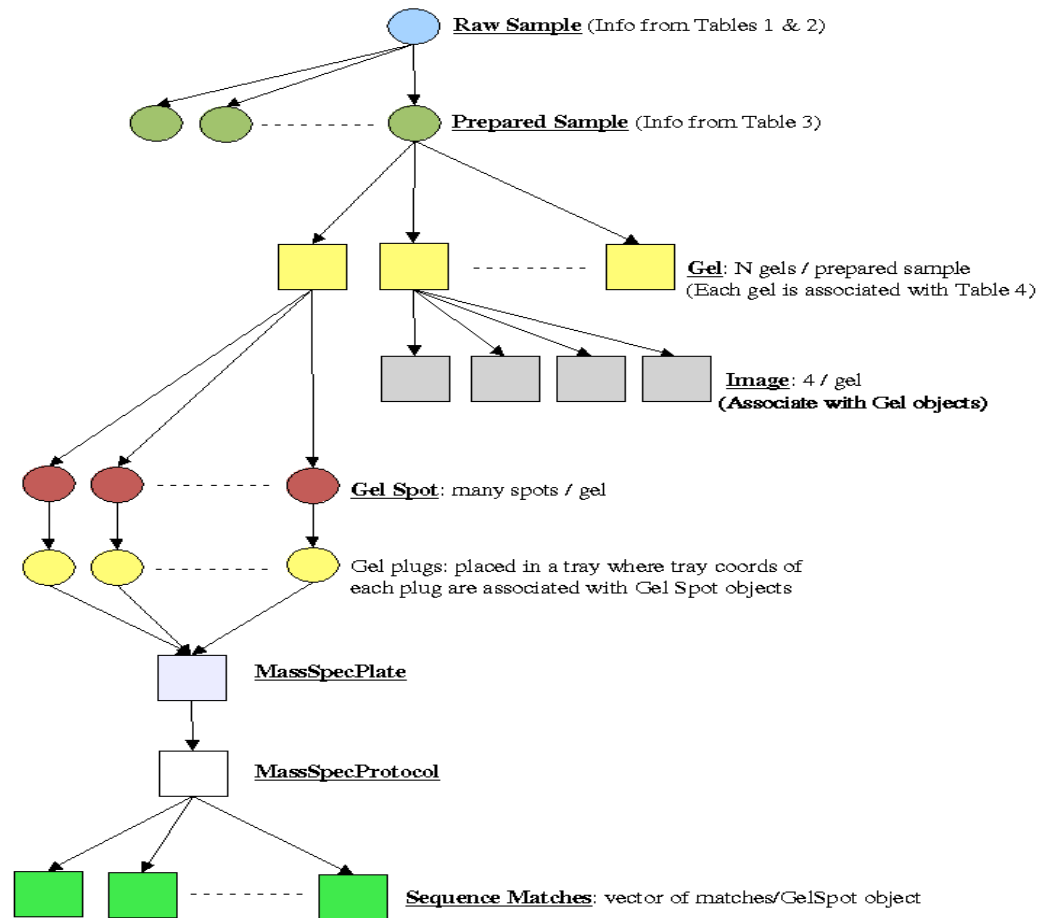 Raw Sample (Info from Tables 1 & 2)
Prepared Sample (Info from Table 3)
Gel: N gels / prepared sample
(Each gel is associated with Table 4)
Image: 4 / gel
(Associate with Gel objects)
Gel Spot: many spots / gel
Gel plugs: placed in a tray where tray coords of
each plug are associated with Gel Spot objects
MassSpecPlate
MassSpecProtocol
Sequence Matches: vector of matches/GelSpot object